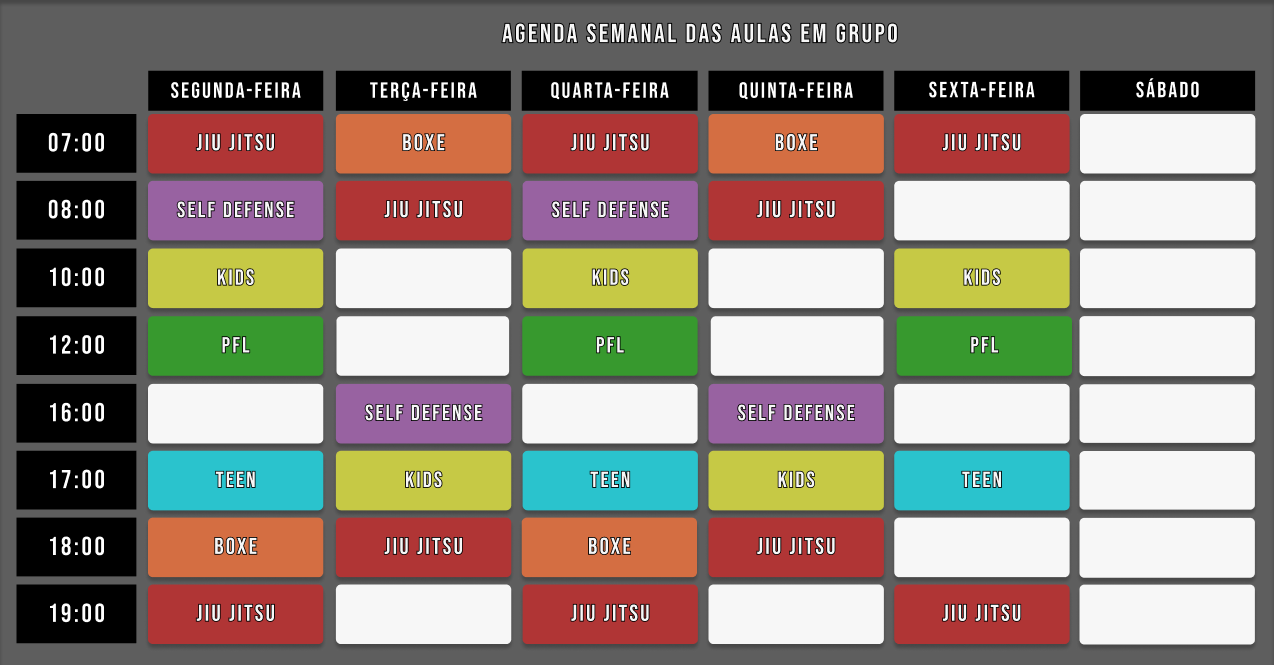 AGENDA SEMANAL DAS AULAS EM GRUPO
SEGUNDA-FEIRA TERÇA-FEIRA QUARTA-FEIRA QUINTA-FEIRA SEXTA-FEIRA SÁBADO
07:00 JIU JITSU BOXE JIU JITSU BOXE JIU JITSU
08:00 SELF DEFENSE JIU JITSU SELF DEFENSE JIU JITSU
10:00 KIDS KIDS KIDS
12:00 PFL PFL PFL
16:00 SELF DEFENSE SELF DEFENSE
17:00 TEEN KIDS TEEN KIDS TEEN
18:00 BOXE JIU JITSU BOXE JIU JITSU
19:00 JIU JITSU JIU JITSU JIU JITSU